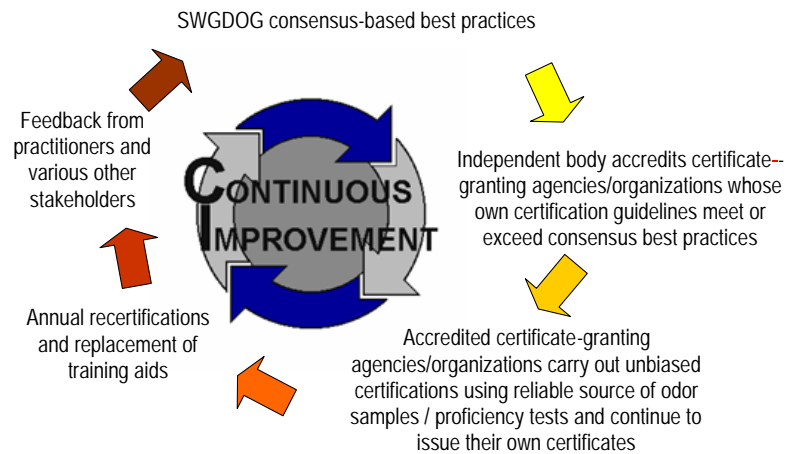 SWGDOG consensus-based best practices
Independent body accredits certificate--
granting agencies/organizations whose
own certification guidelines meet or
exceed consensus best practices
Accredited certificate-granting
agencies/organizations carry out unbiased
certifications using reliable source of odor
samples / proficiency tests and continue to
issue their own certificates
Annual recertifications
and replacement of
training aids
Feedback from
practitioners and
various other
stakeholders
CONTINUOUS
IMPROVEMENT